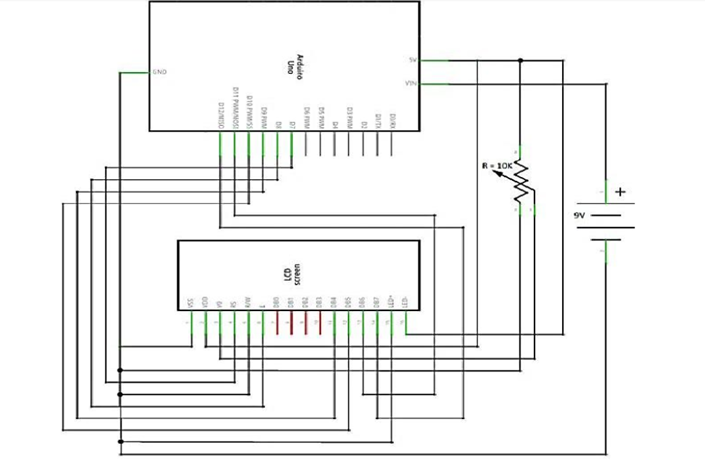 Arduino
Uno
GND
5V
VIN
D12/MISO
D11 PWM/MOSI
D10 PWM/SS
D9 PWM
D8
D7
D6 PWM
D5 PWM
D4
D3 PWM
D2
D1/TX
D0/RX
R = 10K
9V
+
LCD
screen
VSS
VDD
V0
RS
R/W
E
DB0
DB1
DB2
DB3
DB4
DB5
DB6
DB7
LED+
LED-